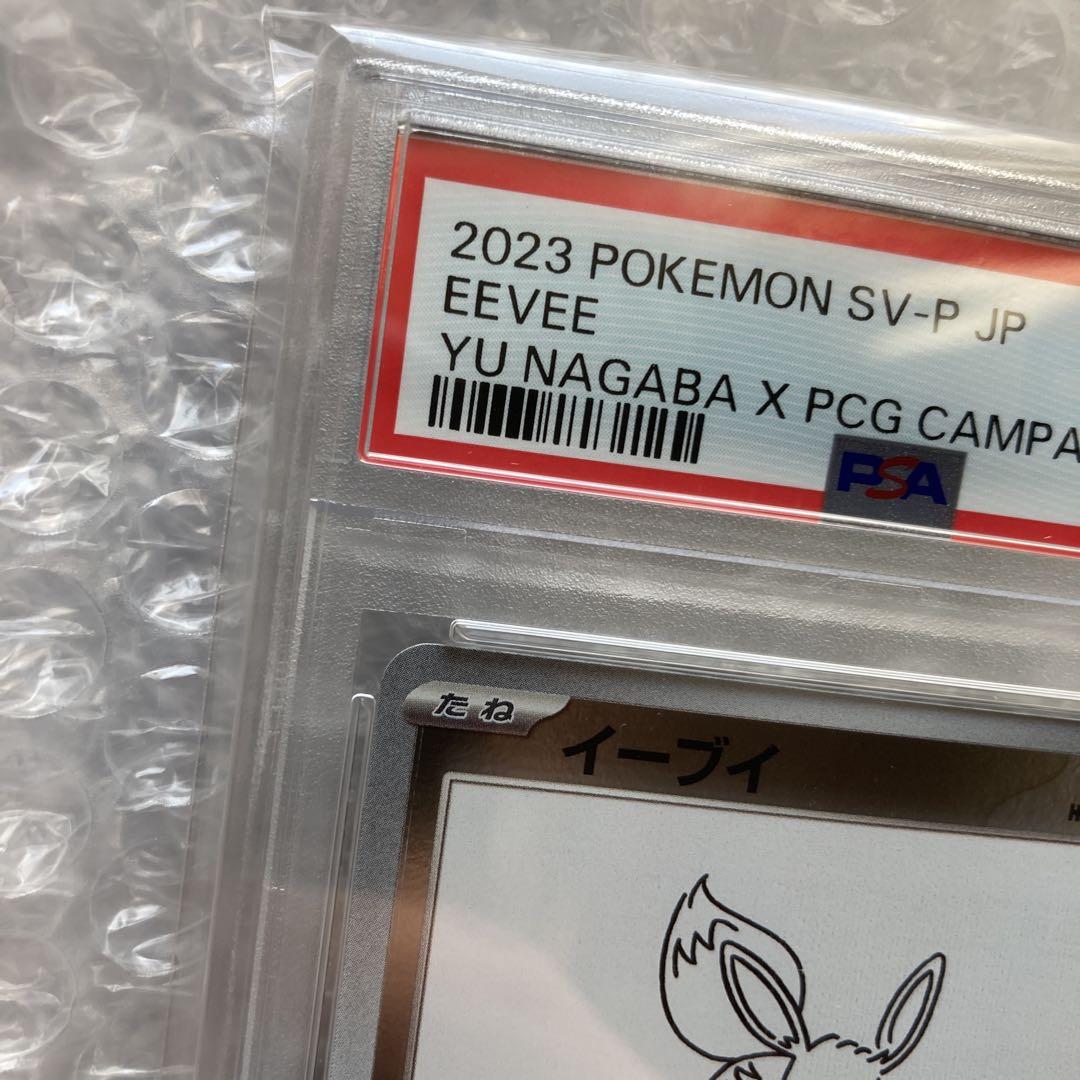 2023 POKEMON SV-P JP
EEVEE
YU NAGABA X PCG CAMPA
PSA
たね
イーブイ
H